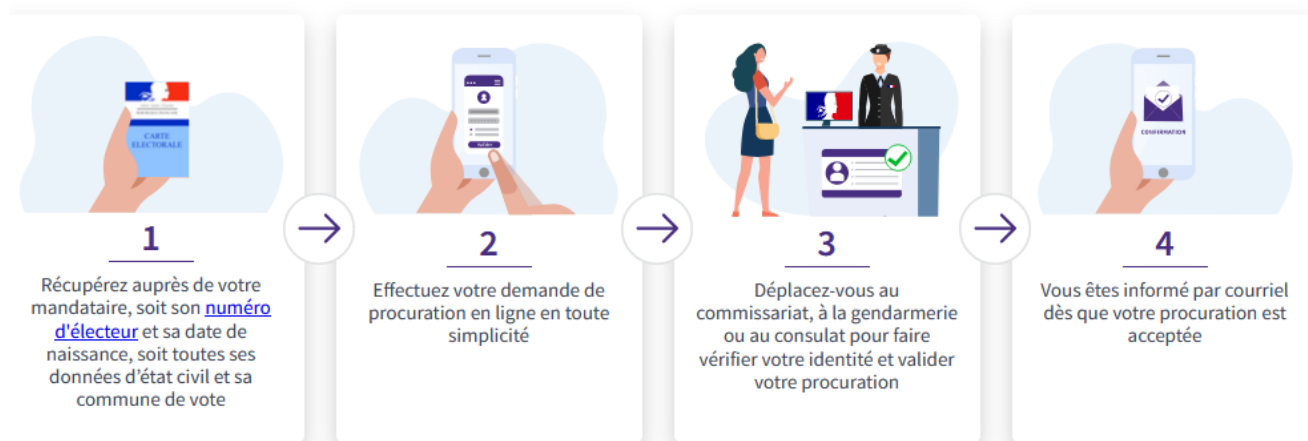 CARTE
ELECTORALE
Valider
CONFIRMATION
1
Récupérez auprès de votre
mandataire, soit son numéro
d'électeur et sa date de
naissance, soit toutes ses
données d’état civil et sa
commune de vote
2
Effectuez votre demande de
procuration en ligne en toute
simplicité
3
Déplacez-vous au
commissariat, à la gendarmerie
ou au consulat pour faire
vérifier votre identité et valider
votre procuration
4
Vous êtes informé par courriel
dès que votre procuration est
acceptée